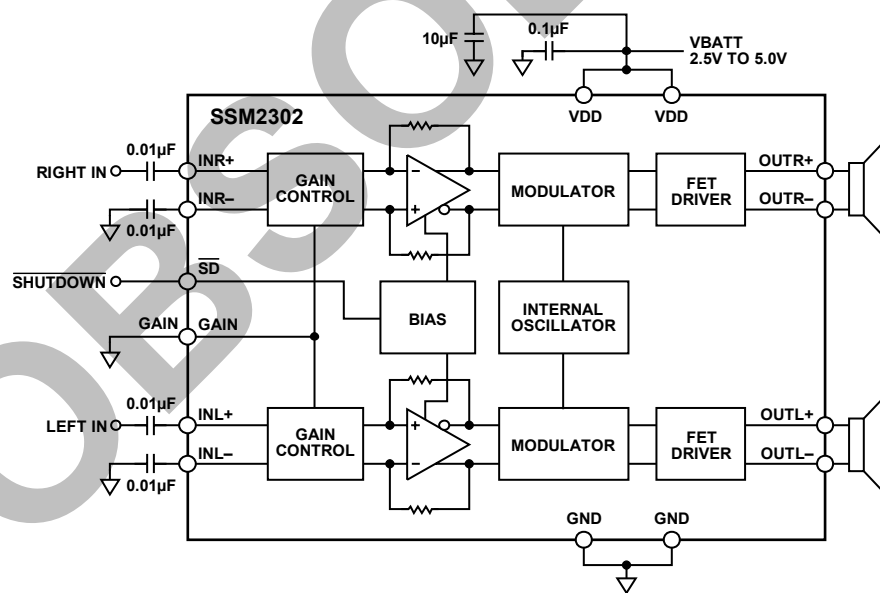 10µF
0.1µF
VBATT
2.5V TO 5.0V
SSM2302
VDD
VDD
0.01µF
RIGHT IN
INR+
GAIN
CONTROL
–
+
MODULATOR
FET
DRIVER
OUTR+
INR–
OUTR–
0.01µF
SHUTDOWN
SD
BIAS
INTERNAL
OSCILLATOR
GAIN
GAIN
0.01µF
LEFT IN
INL+
GAIN
CONTROL
+
–
MODULATOR
FET
DRIVER
OUTL+
INL–
OUTL–
0.01µF
GND
GND
OBSOLE